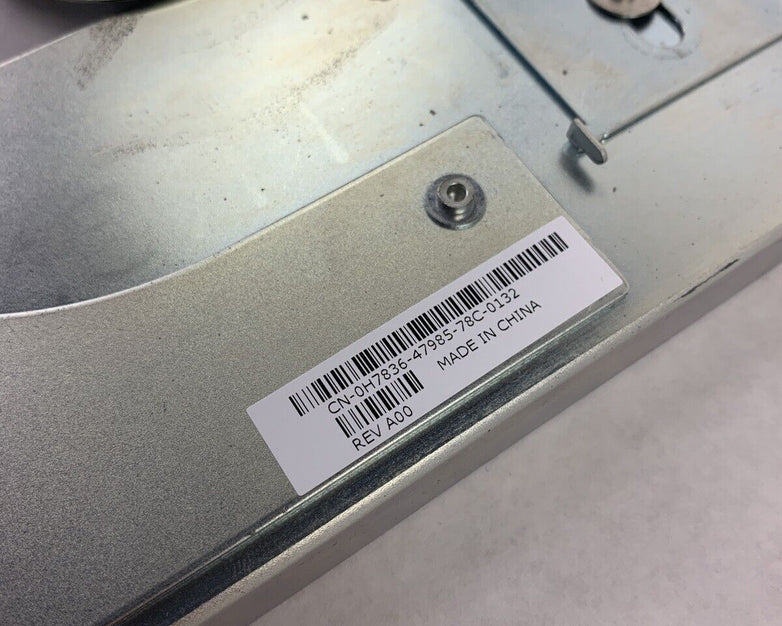 CN-0H7836-47985-78C-0132
MADE IN CHINA
REV A00